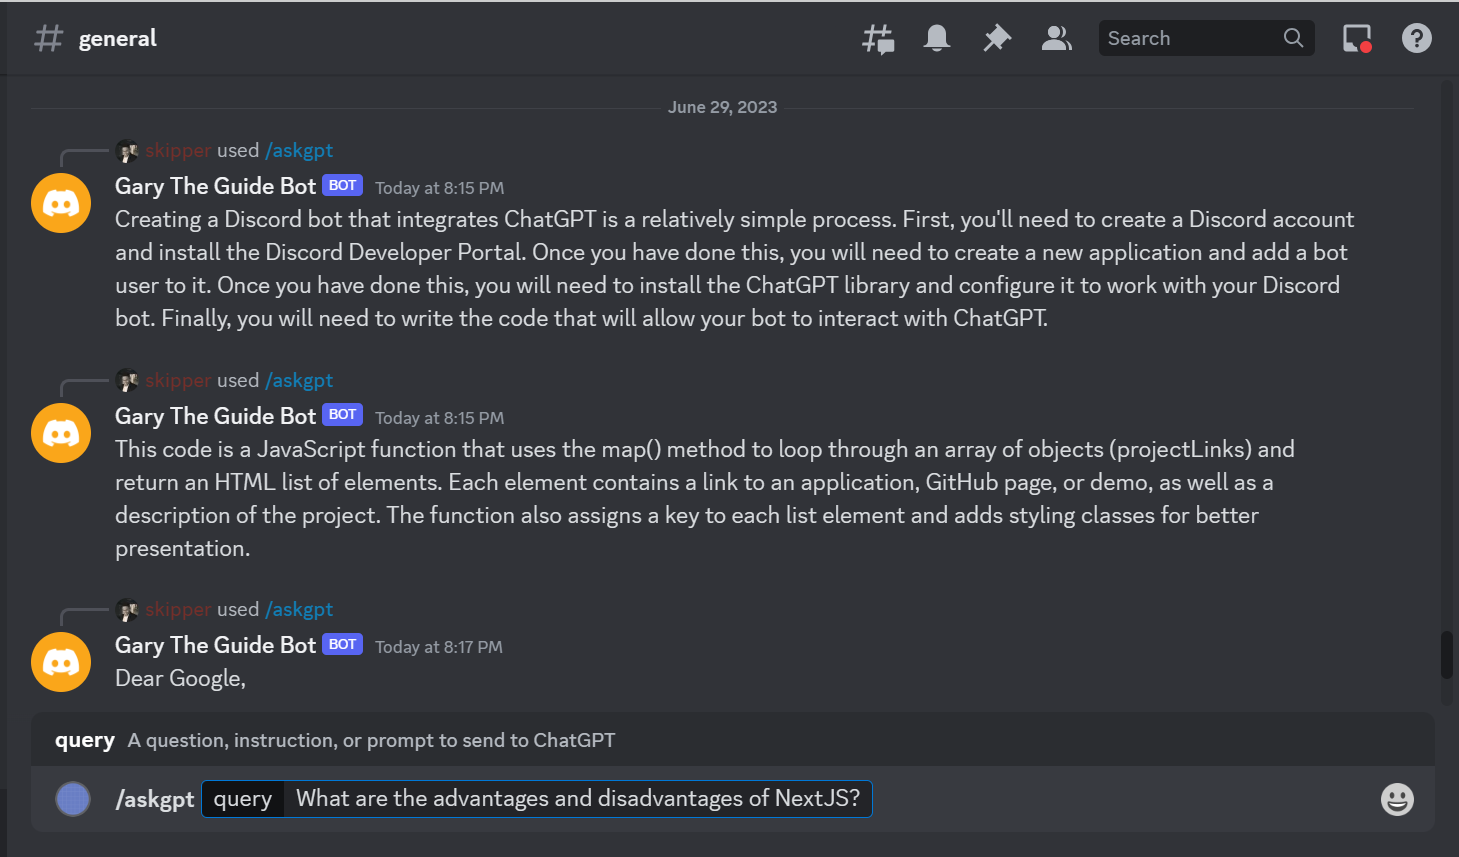 general
Search
June 29, 2023
skipper used /askgpt
Gary The Guide Bot BOT Today at 8:15 PM
Creating a Discord bot that integrates ChatGPT is a relatively simple process. First, you'll need to create a Discord account
and install the Discord Developer Portal. Once you have done this, you will need to create a new application and add a bot
user to it. Once you have done this, you will need to install the ChatGPT library and configure it to work with your Discord
bot. Finally, you will need to write the code that will allow your bot to interact with ChatGPT.
skipper used /askgpt
Gary The Guide Bot BOT Today at 8:15 PM
This code is a JavaScript function that uses the map() method to loop through an array of objects (projectLinks) and
return an HTML list of elements. Each element contains a link to an application, GitHub page, or demo, as well as a
description of the project. The function also assigns a key to each list element and adds styling classes for better
presentation.
skipper used /askgpt
Gary The Guide Bot BOT Today at 8:17 PM
Dear Google,
query A question, instruction, or prompt to send to ChatGPT
/askgpt query What are the advantages and disadvantages of NextJS?